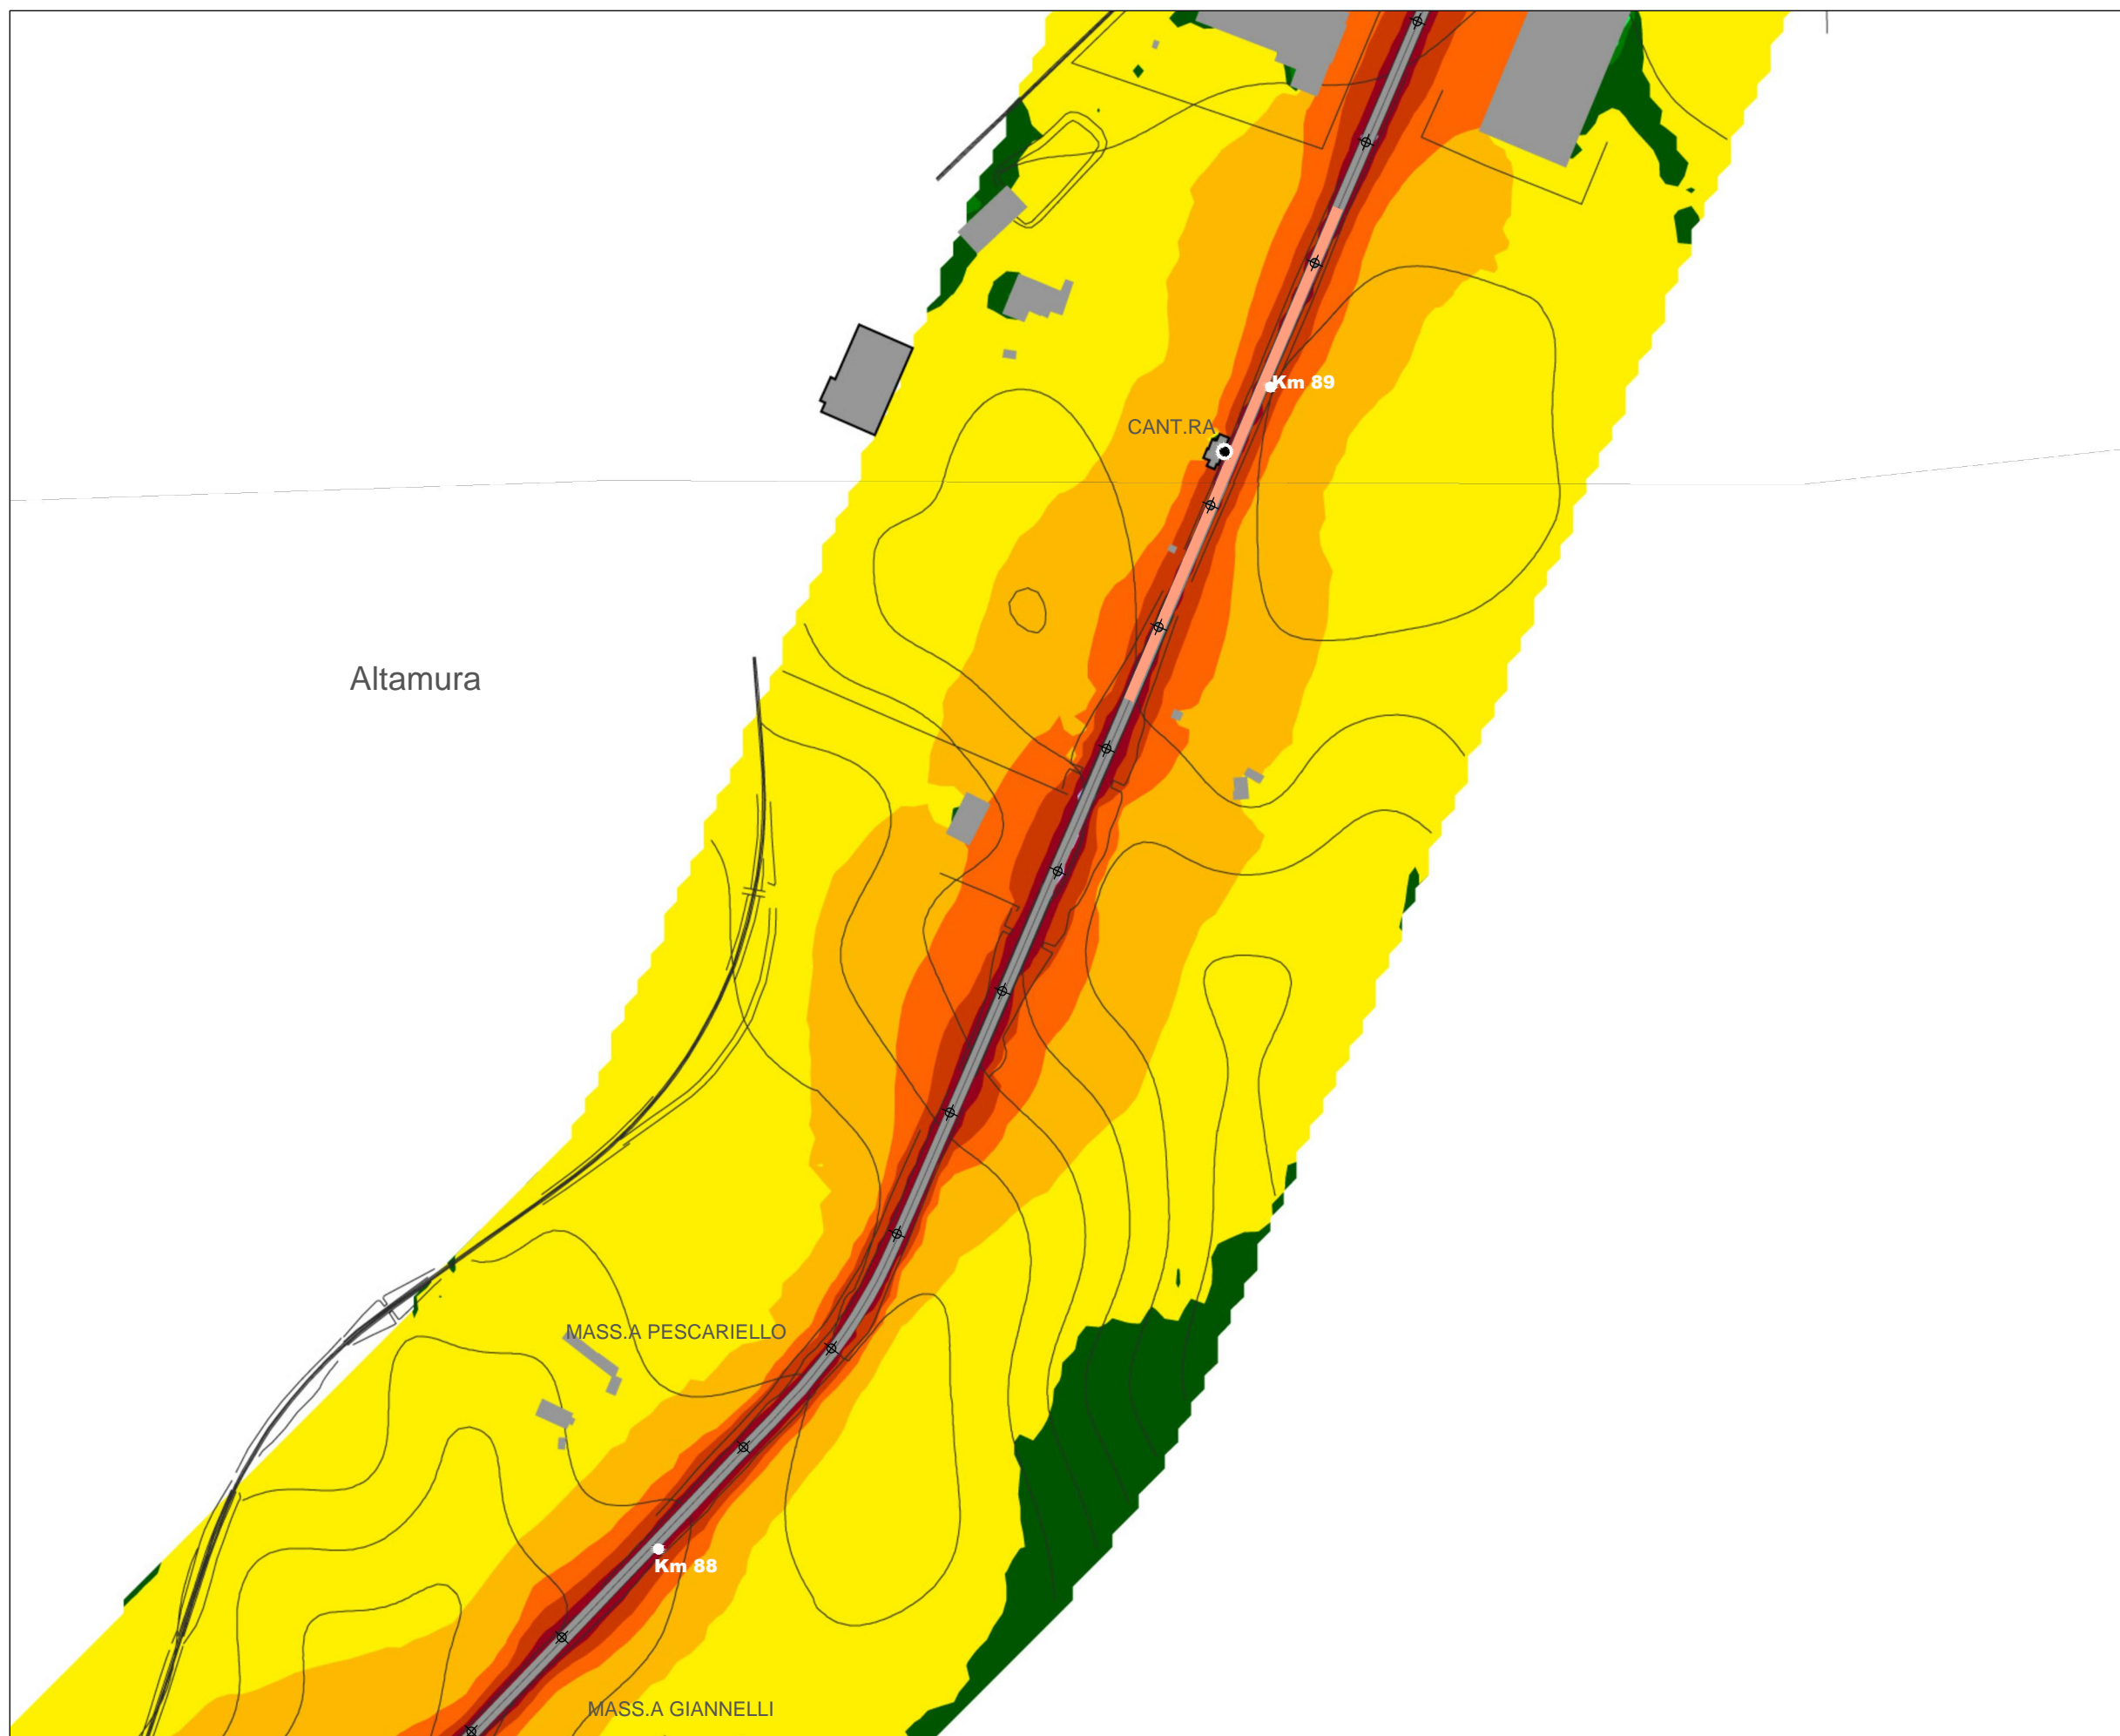 Km 89
CANT.RA
Altamura
MASS.A PESCARIELLO
Km 88
MASS.A GIANNELLI